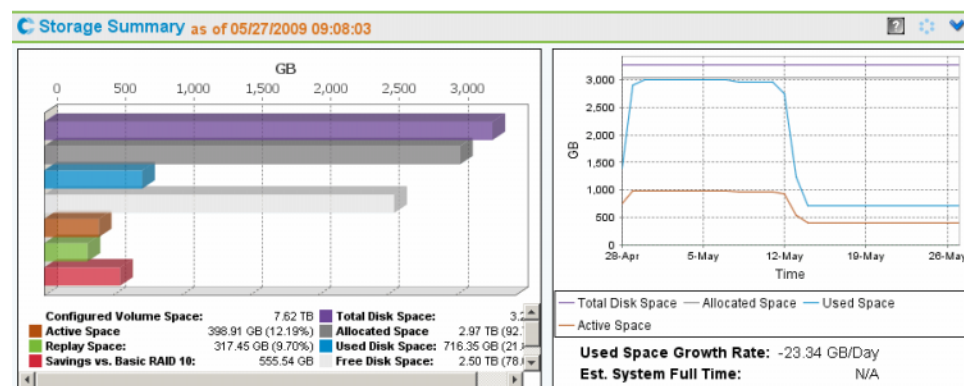 Storage Summary as of 05/27/2009 09:08:03
?
GB
0 500 1,000 1,500 2,000 2,500 3,000
Configured Volume Space: 7.62 TB Total Disk Space:
Active Space 398.91 GB (12.19%) Allocated Space 2.97 TB (92.
Replay Space: 317.45 GB (9.70%) Used Disk Space: 716.35 GB (21.
Savings vs. Basic RAID 10: 555.54 GB Free Disk Space: 2.50 TB (78.
GB
3,000
2,500
2,000
1,500
1,000
500
0
28-Apr 5-May 12-May 19-May 26-May
Time
Total Disk Space Allocated Space Used Space
Active Space
Used Space Growth Rate: -23.34 GB/Day
Est. System Full Time: N/A